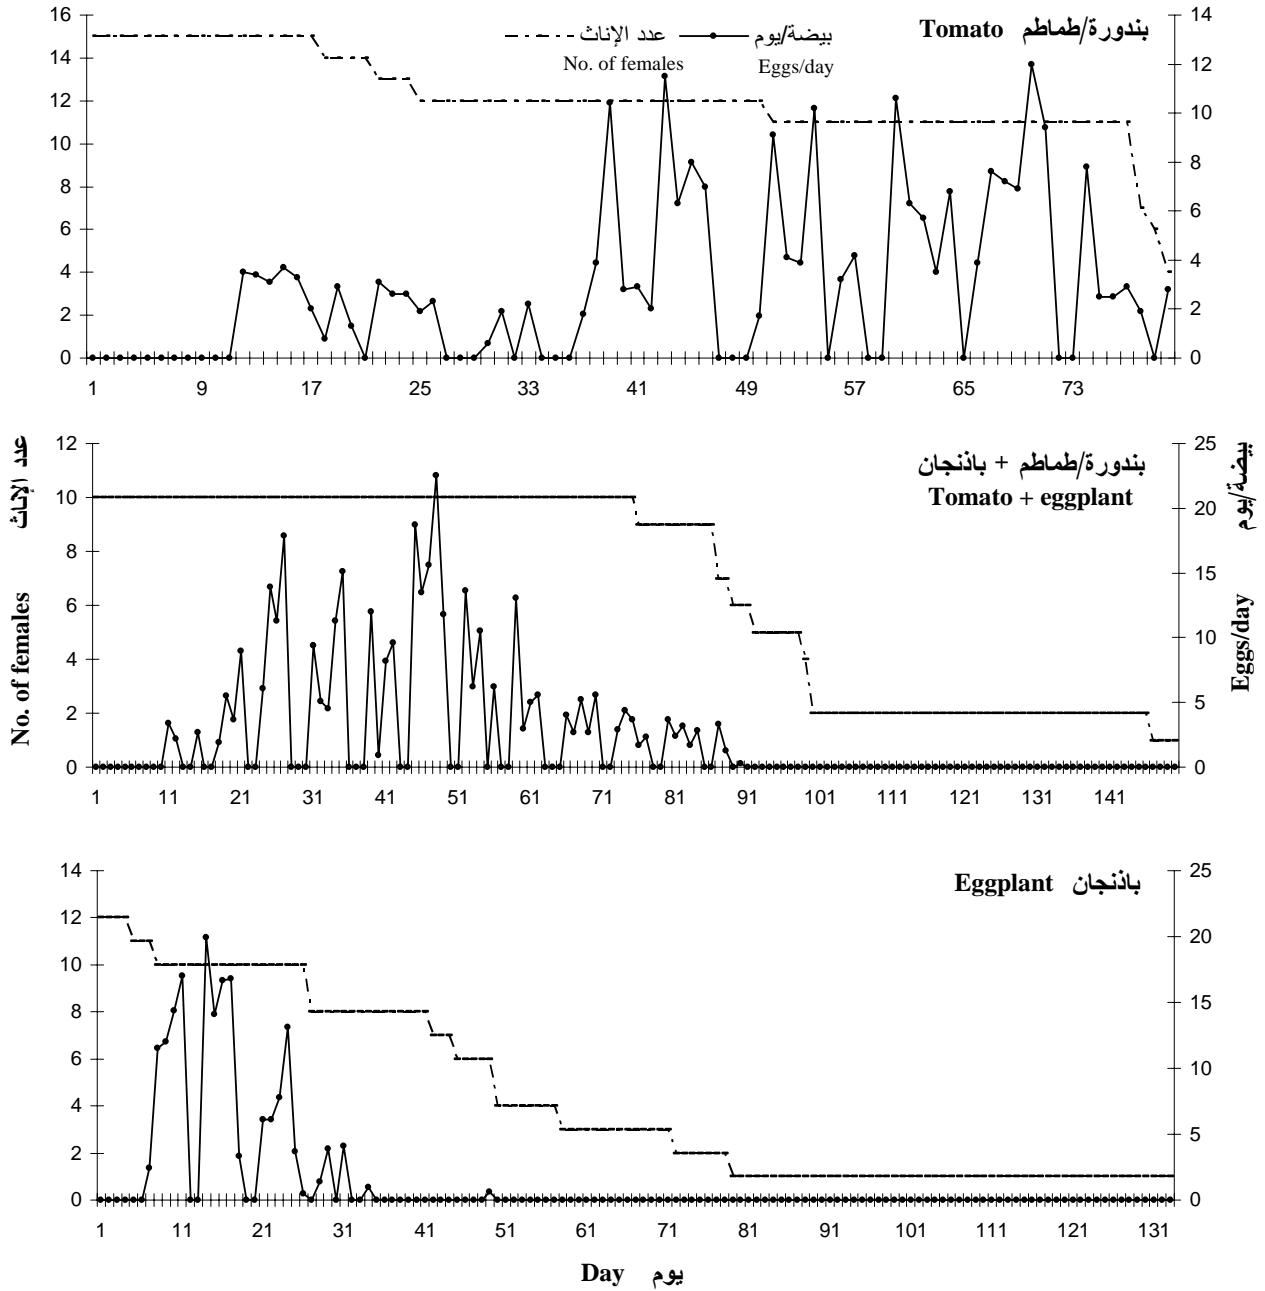 16 14
بندورة/طماطم Tomato
بيضة/يوم عدد الإناث
No. of females Eggs/day
14 12
12 10
10 8
8
6 6
4 4
2 2
0 0
1 9 17 25 33 41 49 57 65 73
عدد الإناث No. of females
بيضة/يوم Eggs/day
12 25
بندورة/طماطم + باذنجان
Tomato + eggplant
10 20
8 15
6
4 10
2 5
0 0
1 11 21 31 41 51 61 71 81 91 101 111 121 131 141
14 25
باذنجان Eggplant
12 20
10
8 15
6 10
4
2 5
0 0
1 11 21 31 41 51 61 71 81 91 101 111 121 131
Day يوم